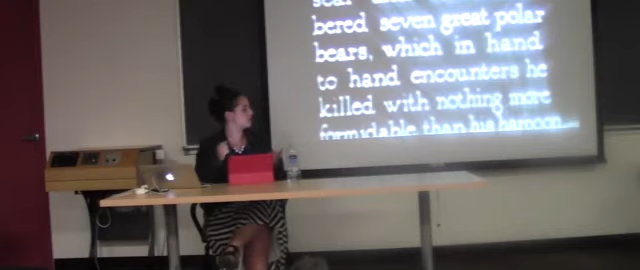 bered seven great polar
bears, which in hand
to hand encounters he
killed with nothing more
formidable than his harpoon.